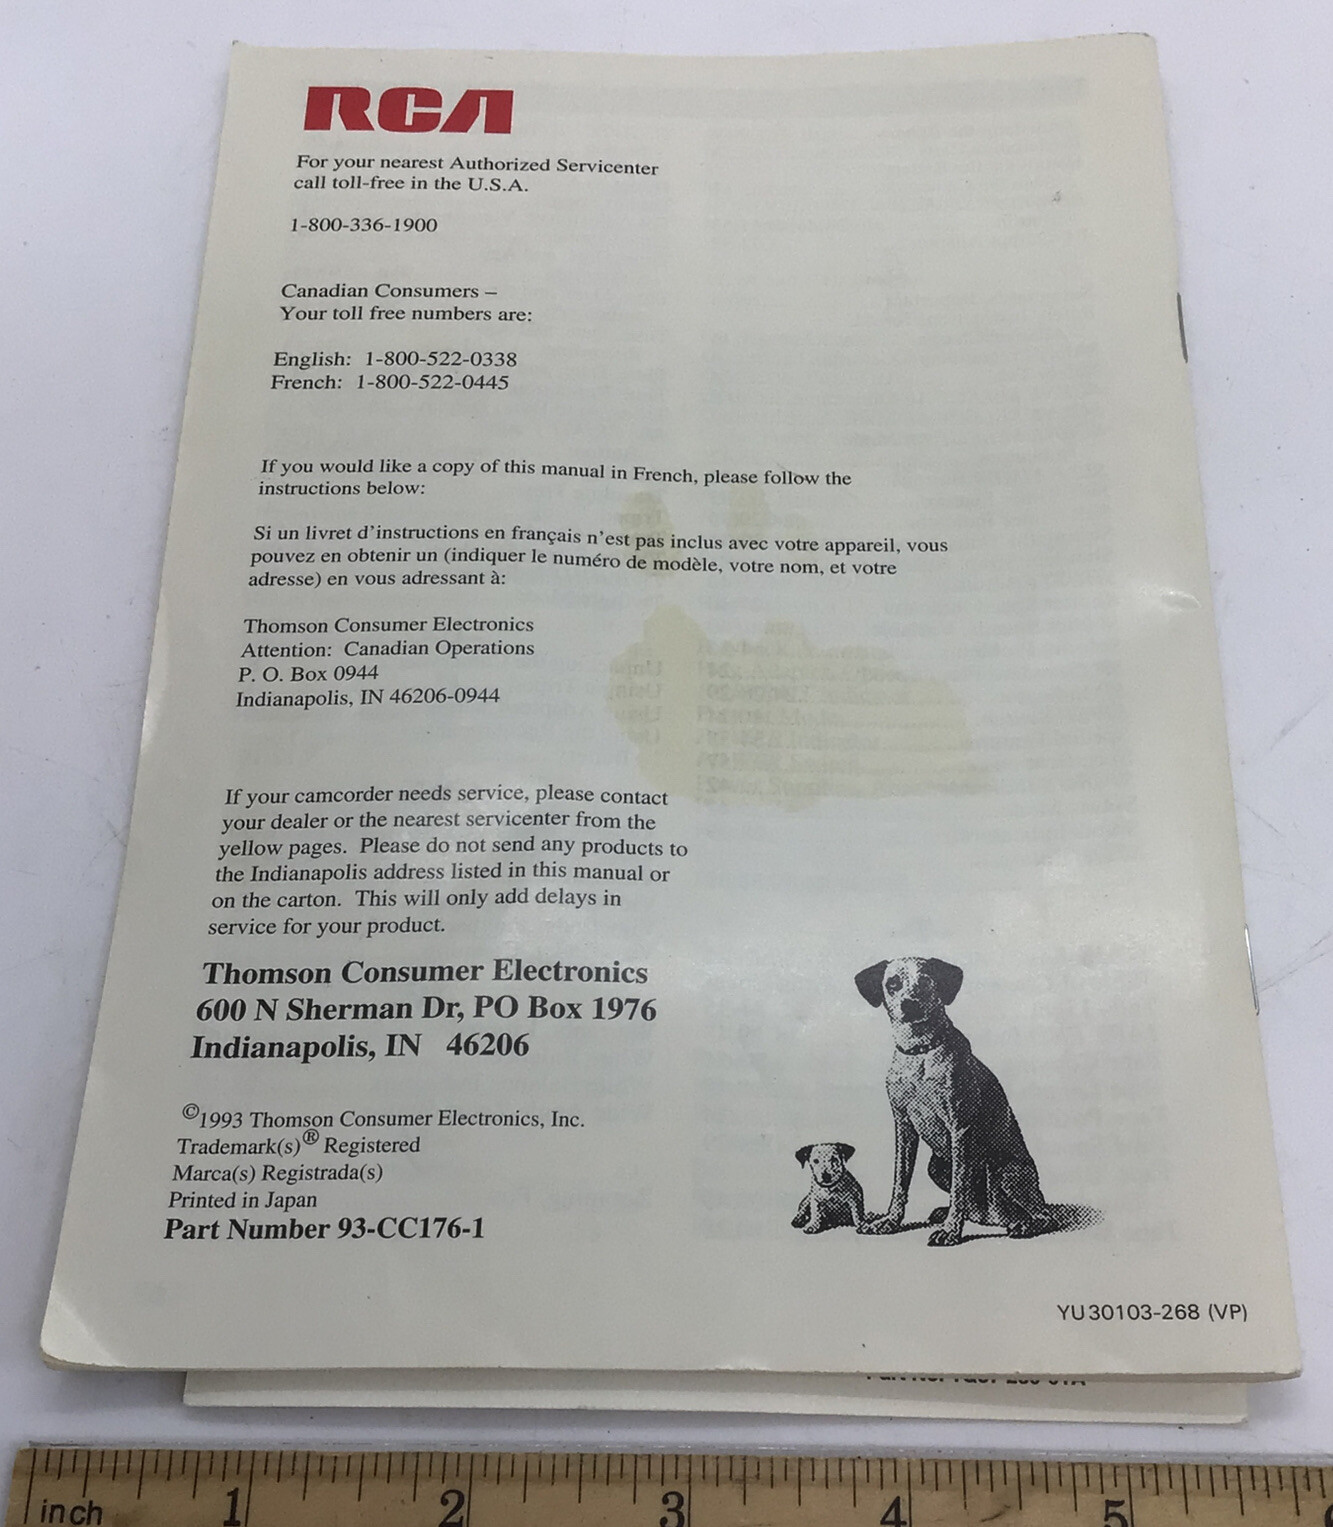 RCA
For your nearest Authorized Servicenter
call toll-free in the U.S.A.
1-800-336-1900
Canadian Consumers –
Your toll free numbers are:
English: 1-800-522-0338
French: 1-800-522-0445
If you would like a copy of this manual in French, please follow the
instructions below:
Si un livret d'instructions en français n'est pas inclus avec votre appareil, vous
pouvez en obtenir un (indiquer le numéro de modèle, votre nom, et votre
adresse) en vous adressant à:
Thomson Consumer Electronics
Attention: Canadian Operations
P. O. Box 0944
Indianapolis, IN 46206-0944
If your camcorder needs service, please contact
your dealer or the nearest servicenter from the
yellow pages. Please do not send any products to
the Indianapolis address listed in this manual or
on the carton. This will only add delays in
service for your product.
Thomson Consumer Electronics
600 N Sherman Dr, PO Box 1976
Indianapolis, IN 46206
©1993 Thomson Consumer Electronics, Inc.
Trademark(s)® Registered
Marca(s) Registrada(s)
Printed in Japan
Part Number 93-CC176-1
YU30103-268 (VP)
inch 1 2 3 4 5